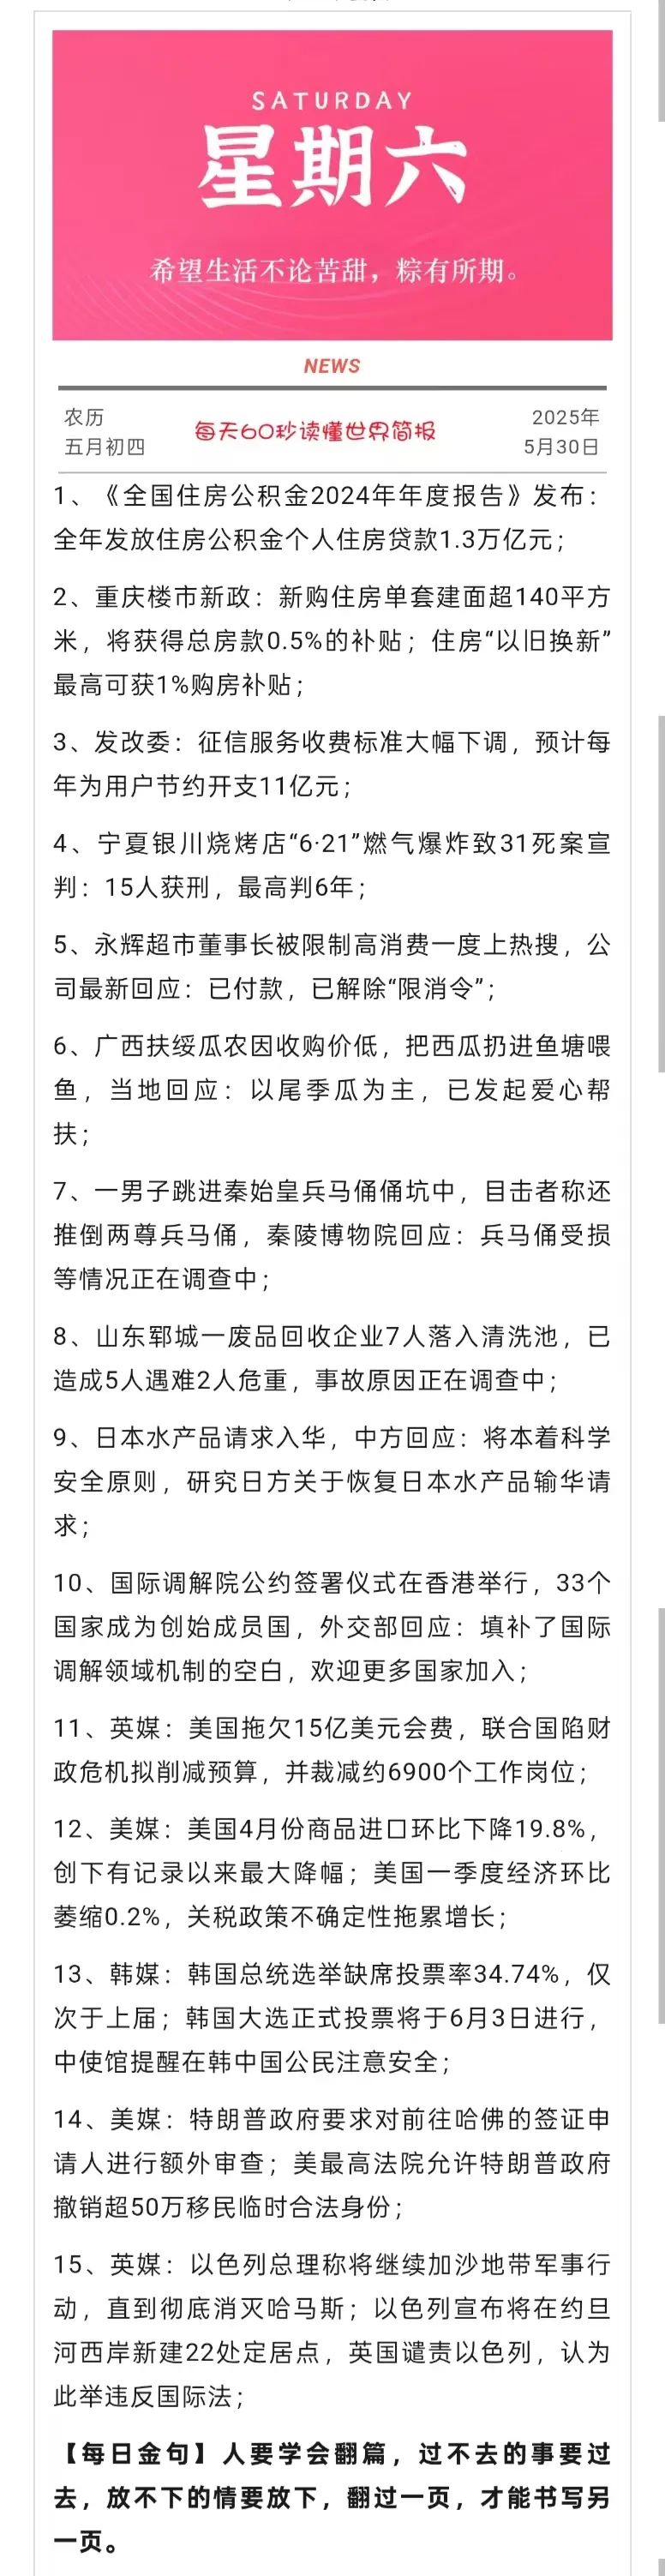 SATURDAY
星期六
希望生活不论苦甜，粽有所期。
NEWS
农历
五月初四
每天60秒读懂世界简报
2025年
5月30日
1、《全国住房公积金2024年年度报告》发布：
全年发放住房公积金个人住房贷款1.3万亿元；
2、重庆楼市新政：新购住房单套建面超140平方
米，将获得总房款0.5%的补贴；住房“以旧换新”
最高可获1%购房补贴；
3、发改委：征信服务收费标准大幅下调，预计每
年为用户节约开支11亿元；
4、宁夏银川烧烤店“6·21”燃气爆炸致31死案宣
判：15人获刑，最高判6年；
5、永辉超市董事长被限制高消费一度上热搜，公
司最新回应：已付款，已解除“限消令”；
6、广西扶绥瓜农因收购价低，把西瓜扔进鱼塘喂
鱼，当地回应：以尾季瓜为主，已发起爱心帮
扶；
7、一男子跳进秦始皇兵马俑俑坑中，目击者称还
推倒两尊兵马俑，秦陵博物院回应：兵马俑受损
等情况正在调查中；
8、山东郓城一废品回收企业7人落入清洗池，已
造成5人遇难2人危重，事故原因正在调查中；
9、日本水产品请求入华，中方回应：将本着科学
安全原则，研究日方关于恢复日本水产品输华请
求；
10、国际调解院公约签署仪式在香港举行，33个
国家成为创始成员国，外交部回应：填补了国际
调解领域机制的空白，欢迎更多国家加入；
11、英媒：美国拖欠15亿美元会费，联合国陷财
政危机拟削减预算，并裁减约6900个工作岗位；
12、美媒：美国4月份商品进口环比下降19.8%，
创下有记录以来最大降幅；美国一季度经济环比
萎缩0.2%，关税政策不确定性拖累增长；
13、韩媒：韩国总统选举缺席投票率34.74%，仅
次于上届；韩国大选正式投票将于6月3日进行，
中使馆提醒在韩中国公民注意安全；
14、美媒：特朗普政府要求对前往哈佛的签证申
请人进行额外审查；美最高法院允许特朗普政府
撤销超50万移民临时合法身份；
15、英媒：以色列总理称将继续加沙地带军事行
动，直到彻底消灭哈马斯；以色列宣布将在约旦
河西岸新建22处定居点，英国谴责以色列，认为
此举违反国际法；
【每日金句】人要学会翻篇，过不去的事要过
去，放不下的情要放下，翻过一页，才能书写另
一页。